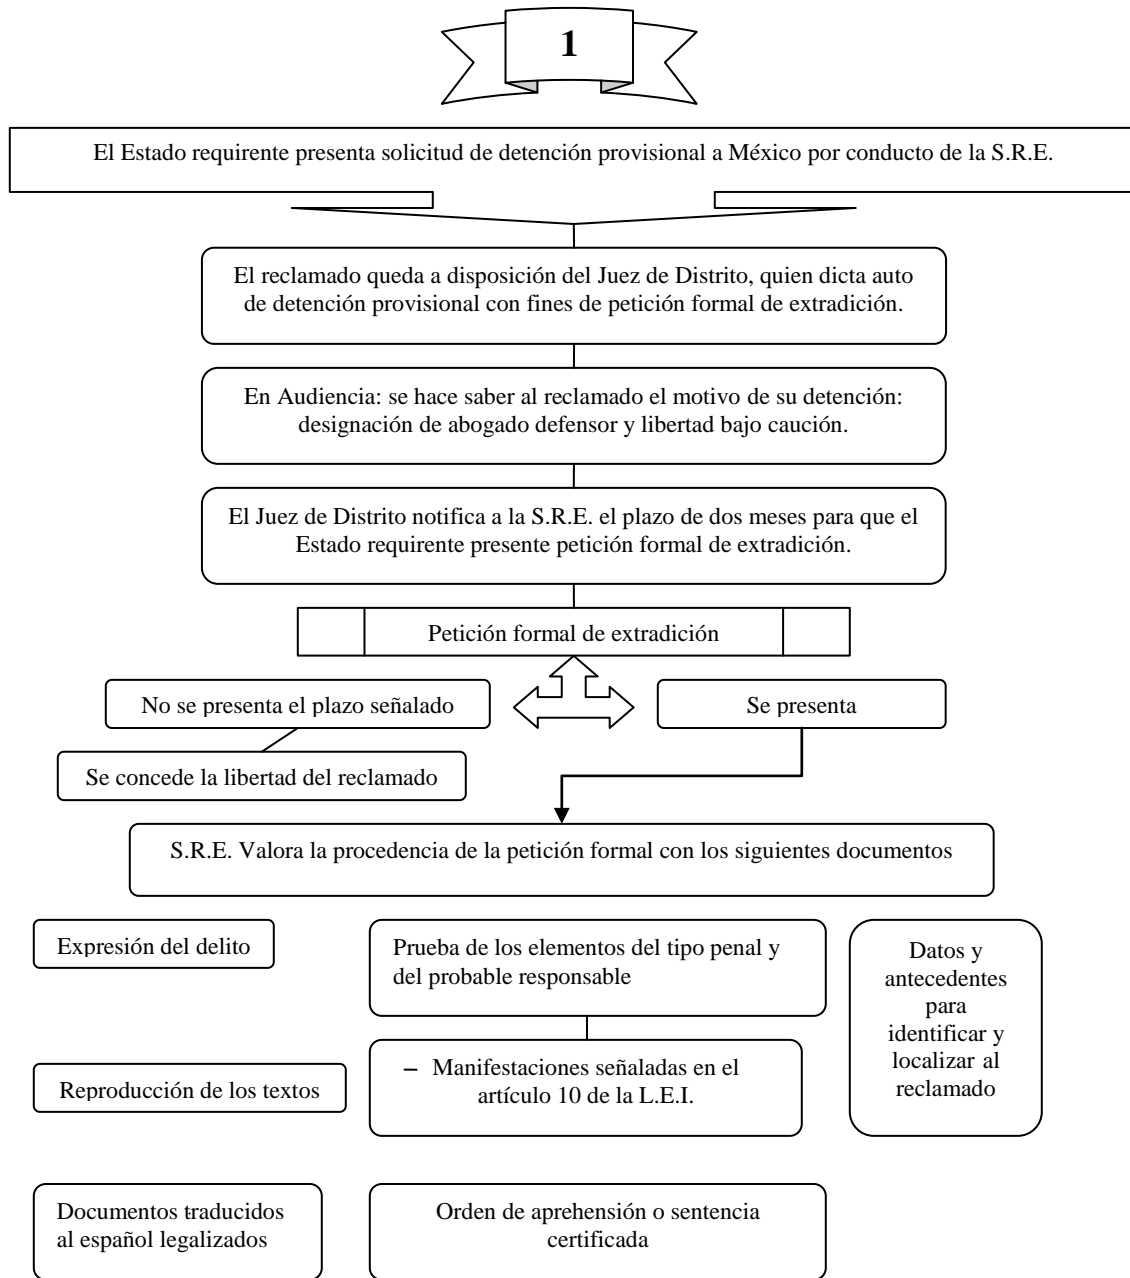 1
El Estado requirente presenta solicitud de detención provisional a México por conducto de la S.R.E.
El reclamado queda a disposición del Juez de Distrito, quien dicta auto
de detención provisional con fines de petición formal de extradición.
En Audiencia: se hace saber al reclamado el motivo de su detención:
designación de abogado defensor y libertad bajo caución.
El Juez de Distrito notifica a la S.R.E. el plazo de dos meses para que el
Estado requirente presente petición formal de extradición.
Petición formal de extradición
No se presenta el plazo señalado
Se presenta
Se concede la libertad del reclamado
S.R.E. Valora la procedencia de la petición formal con los siguientes documentos
Expresión del delito
Prueba de los elementos del tipo penal y
del probable responsable
Datos y
antecedentes
para
identificar y
localizar al
reclamado
Reproducción de los textos
– Manifestaciones señaladas en el
artículo 10 de la L.E.I.
Documentos traducidos
al español legalizados
Orden de aprehensión o sentencia
certificada